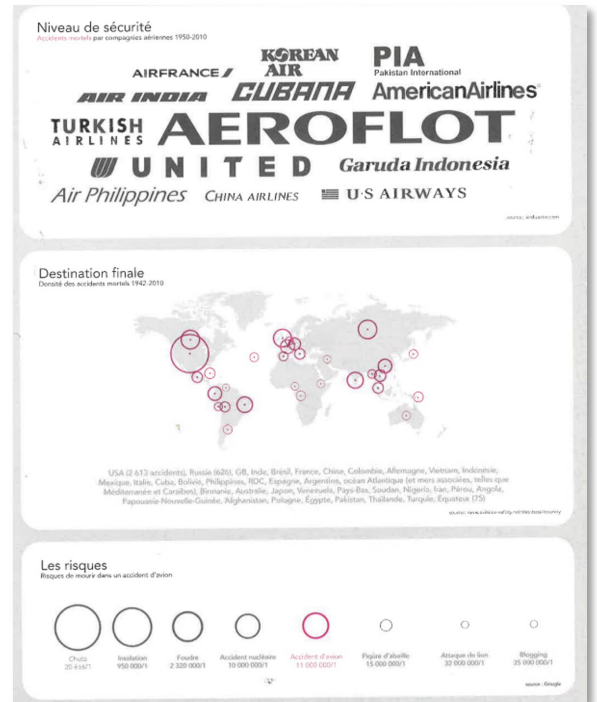 Niveau de sécurité
Accidents mortels par compagnies aériennes 1950-2010
KOREAN
AIR
PIA
Pakistan International
AIRFRANCE
AIR INDIA
CUBANA
AmericanAirlines
TURKISH
AIRLINES
AEROFLOT
UNITED
Garuda Indonesia
Air Philippines
CHINA AIRLINES
U·S AIRWAYS
Destination finale
Densité des accidents mortels 1942-2010
USA (2 613 accidents), Russie (626), GB, Inde, Brésil, France, Chine, Colombie, Allemagne, Vietnam, Indonésie,
Mexique, Italie, Cuba, Bolivie, Philippines, RDC, Espagne, Argentine, océan Atlantique (et mers associées, telles que
Méditerranée et Caraïbes), Birmanie, Australie, Japon, Venezuela, Pays-Bas, Soudan, Nigeria, Iran, Pérou, Angola,
Papouasie-Nouvelle-Guinée, Afghanistan, Pologne, Égypte, Pakistan, Thaïlande, Turquie, Équateur (75)
Les risques
Risques de mourir dans un accident d'avion
Chute
20 /1
Insolation
950 000/1
Foudre
2 320 000/1
Accident nucléaire
10 000 000/1
Accident d'avion
11 000 000/1
Piqûre d'abeille
15 000 000/1
Attaque de lion
32 000 000/1
Blogging
35 000 000/1
source : Google